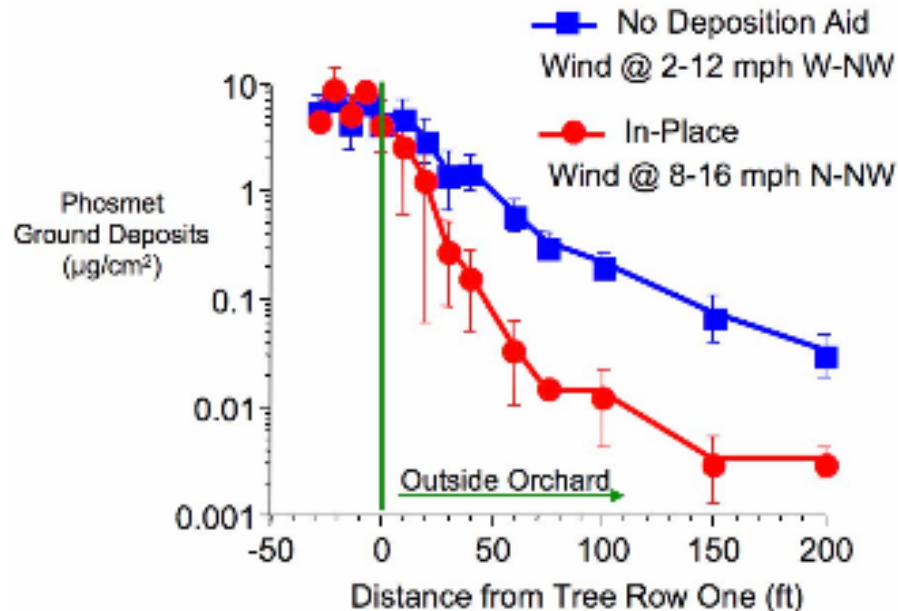 No Deposition Aid
Wind @ 2-12 mph W-NW
In-Place
Wind @ 8-16 mph N-NW
Phosmet
Ground Deposits
(µg/cm²)
10
1
0.1
0.01
0.001
Outside Orchard
-50
0
50
100
150
200
Distance from Tree Row One (ft)